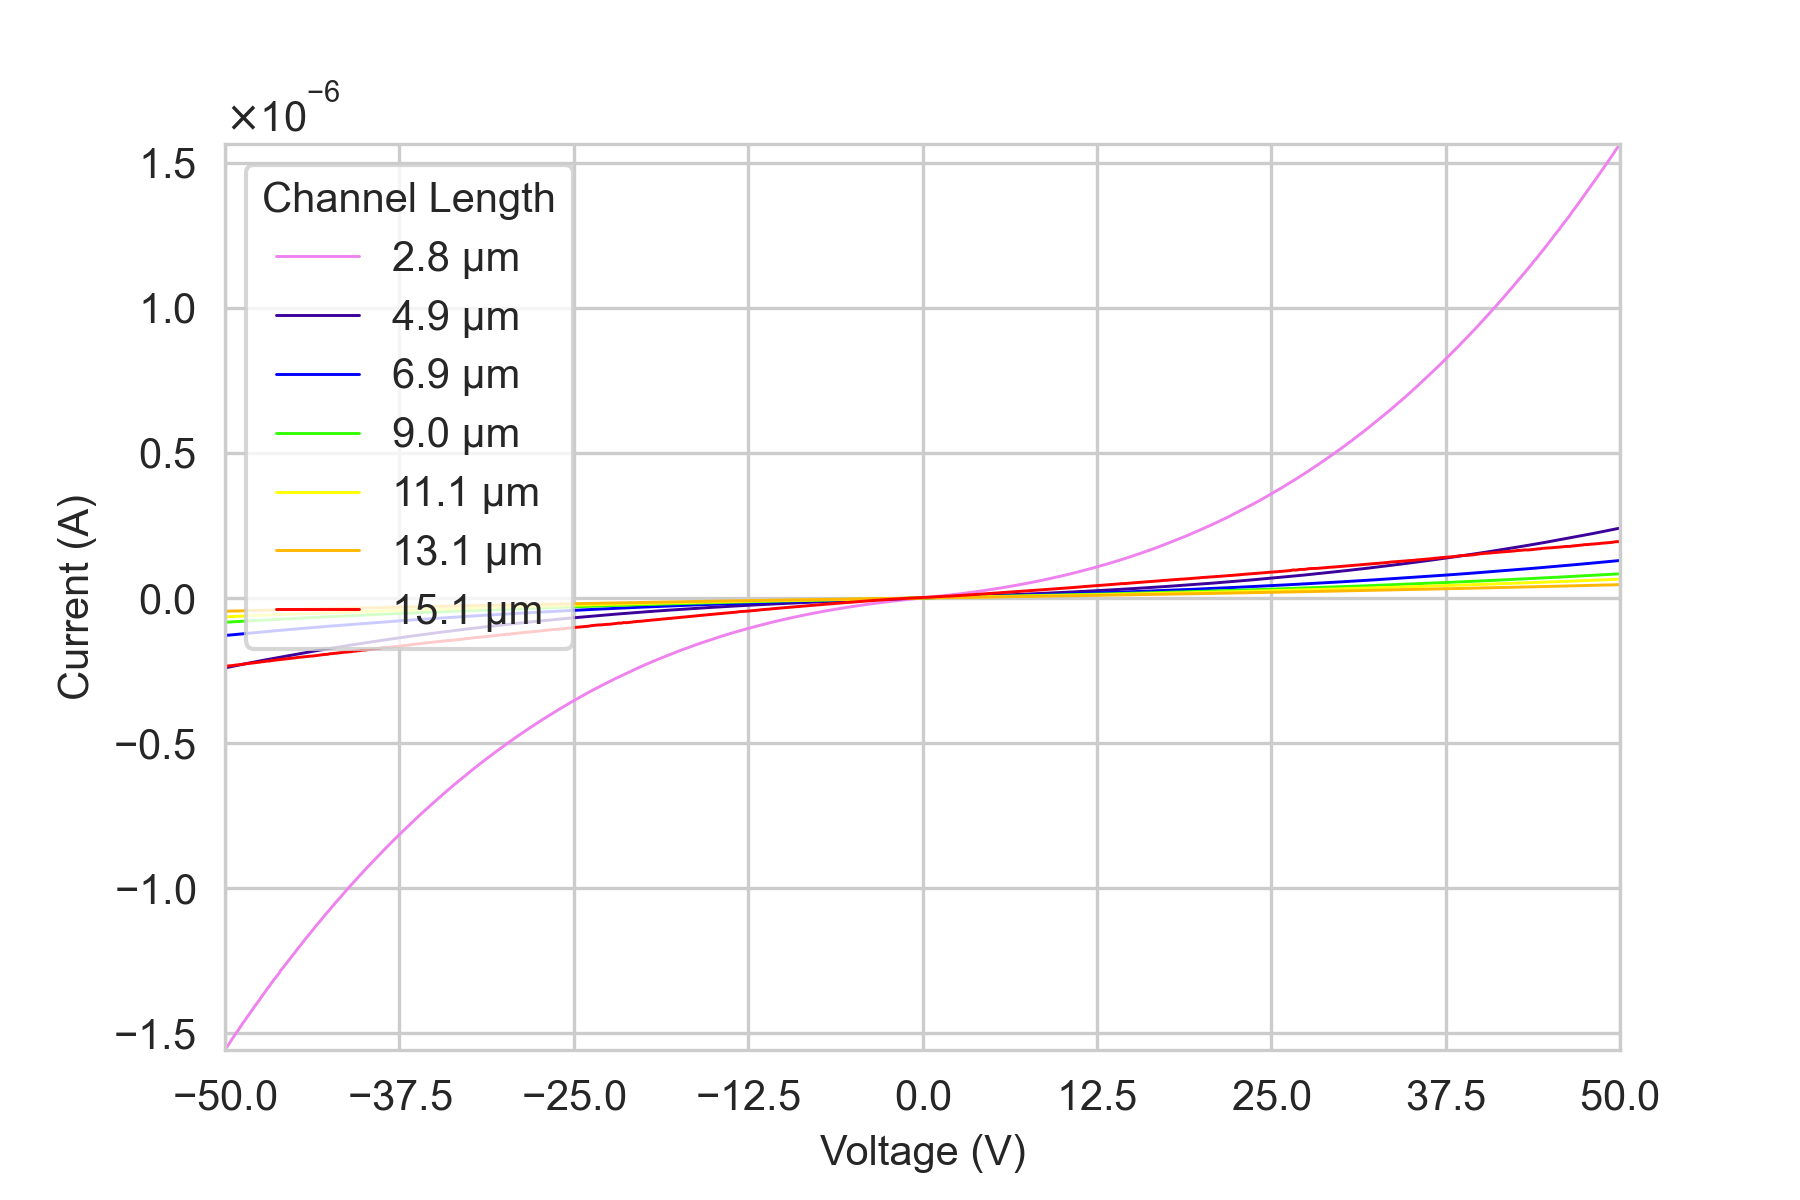 ×10−6
1.5
1.0
0.5
0.0
−0.5
−1.0
−1.5
Current (A)
Channel Length
2.8 µm
4.9 µm
6.9 µm
9.0 µm
11.1 µm
13.1 µm
15.1 µm
−50.0 −37.5 −25.0 −12.5 0.0 12.5 25.0 37.5 50.0
Voltage (V)